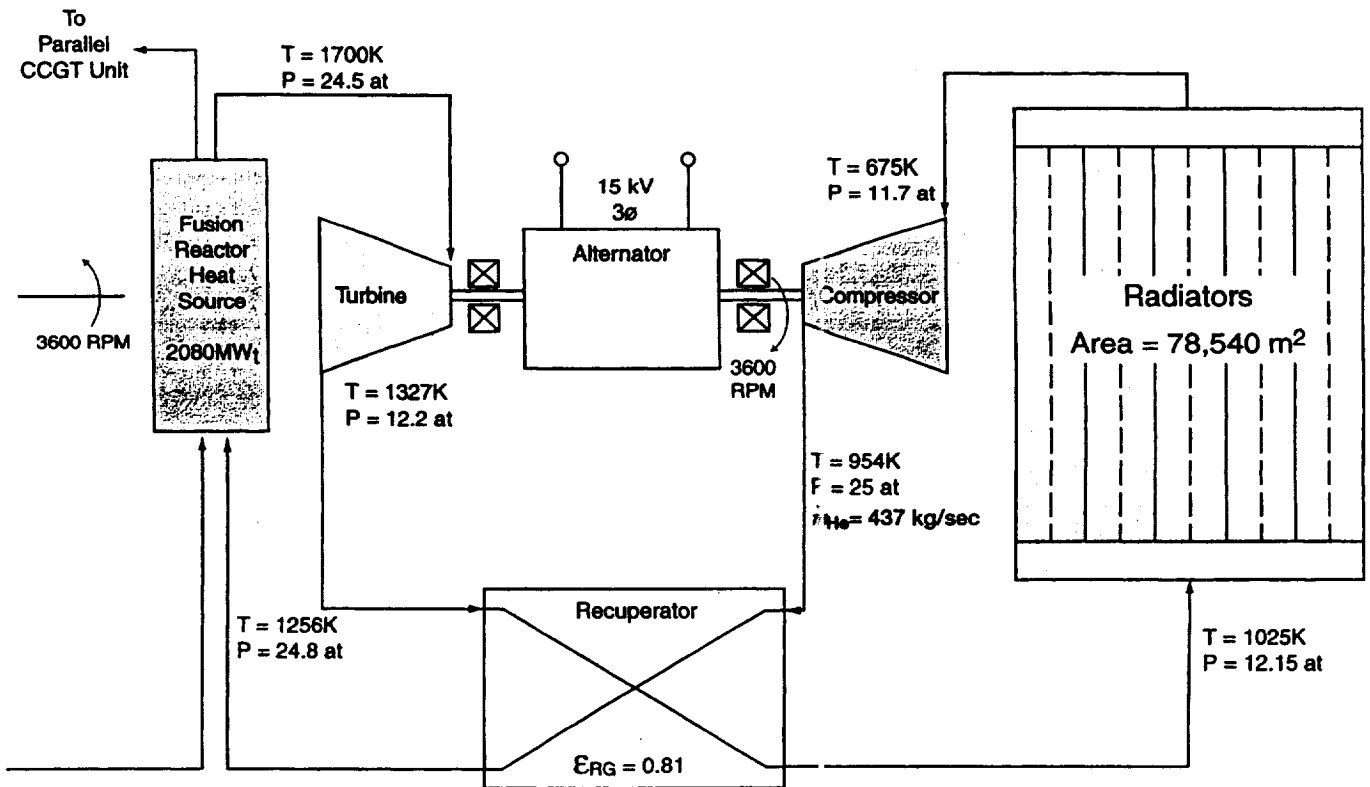 To
Parallel
CCGT Unit
T = 1700K
P = 24.5 at
Fusion
Reactor
Heat
Source
2080MWt
3600 RPM
Turbine
T = 1327K
P = 12.2 at
15 kV
3ø
Alternator
3600
RPM
T = 675K
P = 11.7 at
Compressor
T = 954K
P = 25 at
ṁHe = 437 kg/sec
Radiators
Area = 78,540 m²
T = 1256K
P = 24.8 at
Recuperator
εRG = 0.81
T = 1025K
P = 12.15 at